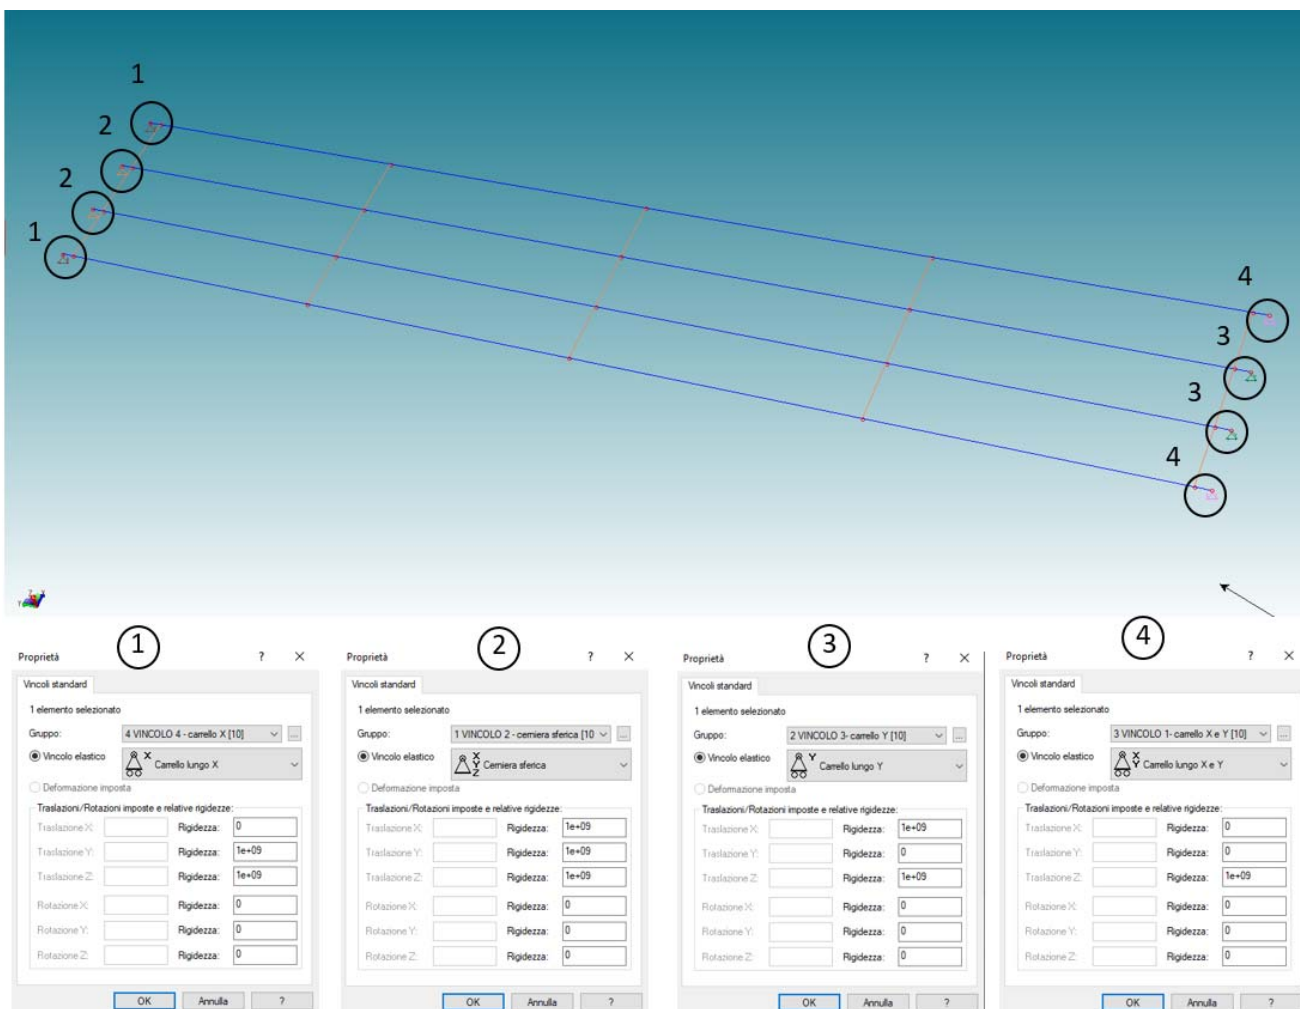 1
2
2
1
4
3
3
4
1
Proprietà ? ×
Vincoli standard
1 elemento selezionato
Gruppo: 4 VINCOLO 4 - carrello X [10] ...
Vincolo elastico X Carrello lungo X
Deformazione imposta
Traslazioni/Rotazioni imposte e relative rigidezze:
Traslazione X: Rigidezza: 0
Traslazione Y: Rigidezza: 1e+09
Traslazione Z: Rigidezza: 1e+09
Rotazione X: Rigidezza: 0
Rotazione Y: Rigidezza: 0
Rotazione Z: Rigidezza: 0
OK Annulla ?
2
Proprietà ? ×
Vincoli standard
1 elemento selezionato
Gruppo: 1 VINCOLO 2 - cerniera sferica [10 ...
Vincolo elastico X Y Z Cerniera sferica
Deformazione imposta
Traslazioni/Rotazioni imposte e relative rigidezze:
Traslazione X: Rigidezza: 1e+09
Traslazione Y: Rigidezza: 1e+09
Traslazione Z: Rigidezza: 1e+09
Rotazione X: Rigidezza: 0
Rotazione Y: Rigidezza: 0
Rotazione Z: Rigidezza: 0
OK Annulla ?
3
Proprietà ? ×
Vincoli standard
1 elemento selezionato
Gruppo: 2 VINCOLO 3- carrello Y [10] ...
Vincolo elastico Y Carrello lungo Y
Deformazione imposta
Traslazioni/Rotazioni imposte e relative rigidezze:
Traslazione X: Rigidezza: 1e+09
Traslazione Y: Rigidezza: 0
Traslazione Z: Rigidezza: 1e+09
Rotazione X: Rigidezza: 0
Rotazione Y: Rigidezza: 0
Rotazione Z: Rigidezza: 0
OK Annulla ?
4
Proprietà ? ×
Vincoli standard
1 elemento selezionato
Gruppo: 3 VINCOLO 1- carrello X e Y [10] ...
Vincolo elastico X Y Carrello lungo X e Y
Deformazione imposta
Traslazioni/Rotazioni imposte e relative rigidezze:
Traslazione X: Rigidezza: 0
Traslazione Y: Rigidezza: 0
Traslazione Z: Rigidezza: 1e+09
Rotazione X: Rigidezza: 0
Rotazione Y: Rigidezza: 0
Rotazione Z: Rigidezza: 0
OK Annulla ?